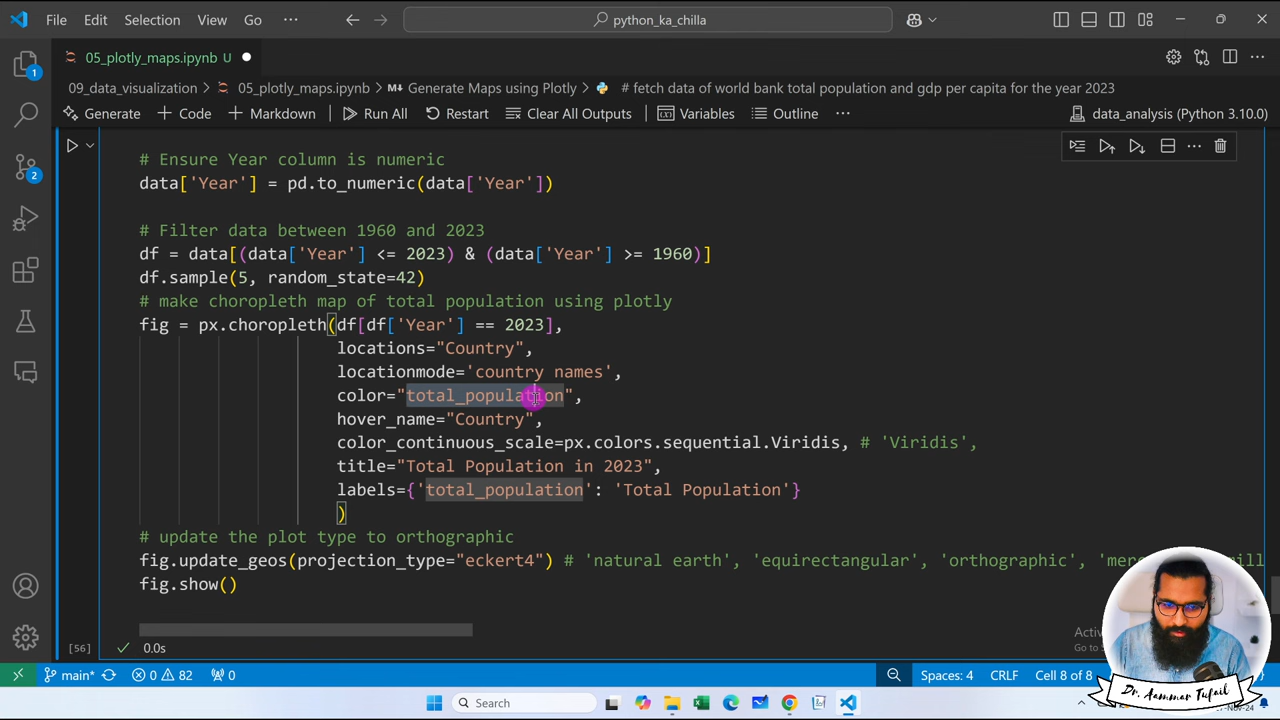 File Edit Selection View Go ··· python_ka_chilla
05_plotly_maps.ipynb U
09_data_visualization > 05_plotly_maps.ipynb > M↓ Generate Maps using Plotly > # fetch data of world bank total population and gdp per capita for the year 2023
Generate + Code + Markdown Run All Restart Clear All Outputs Variables Outline ··· data_analysis (Python 3.10.0)
# Ensure Year column is numeric
data['Year'] = pd.to_numeric(data['Year'])
# Filter data between 1960 and 2023
df = data[(data['Year'] <= 2023) & (data['Year'] >= 1960)]
df.sample(5, random_state=42)
# make choropleth map of total population using plotly
fig = px.choropleth(df[df['Year'] == 2023],
locations="Country",
locationmode='country names',
color="total_population",
hover_name="Country",
color_continuous_scale=px.colors.sequential.Viridis, # 'Viridis',
title="Total Population in 2023",
labels={'total_population': 'Total Population'}
)
# update the plot type to orthographic
fig.update_geos(projection_type="eckert4") # 'natural earth', 'equirectangular', 'orthographic',
fig.show()
[56] 0.0s
main* 0 82 0 Spaces: 4 CRLF Cell 8 of 8
Search
Dr. Aammar Tufail